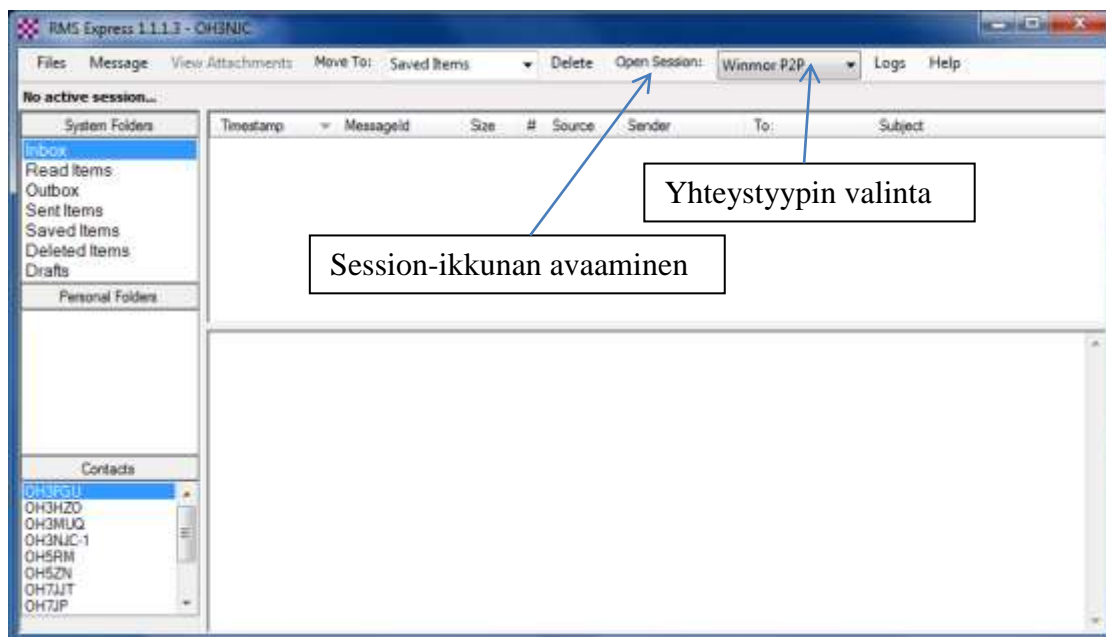 RMS Express 1.1.1.3 - OH3NJC
Files Message View Attachments Move To: Saved Items Delete Open Session: Winmor P2P Logs Help
No active session...
System Folders
Timestamp MessageId Size # Source Sender To: Subject
Inbox
Read Items
Outbox
Sent Items
Saved Items
Deleted Items
Drafts
Yhteystyypin valinta
Session-ikkunan avaaminen
Personal Folders
Contacts
OH3FGU
OH3HZO
OH3MUQ
OH3NJC-1
OH5RM
OH5ZN
OH7JJT
OH7JP